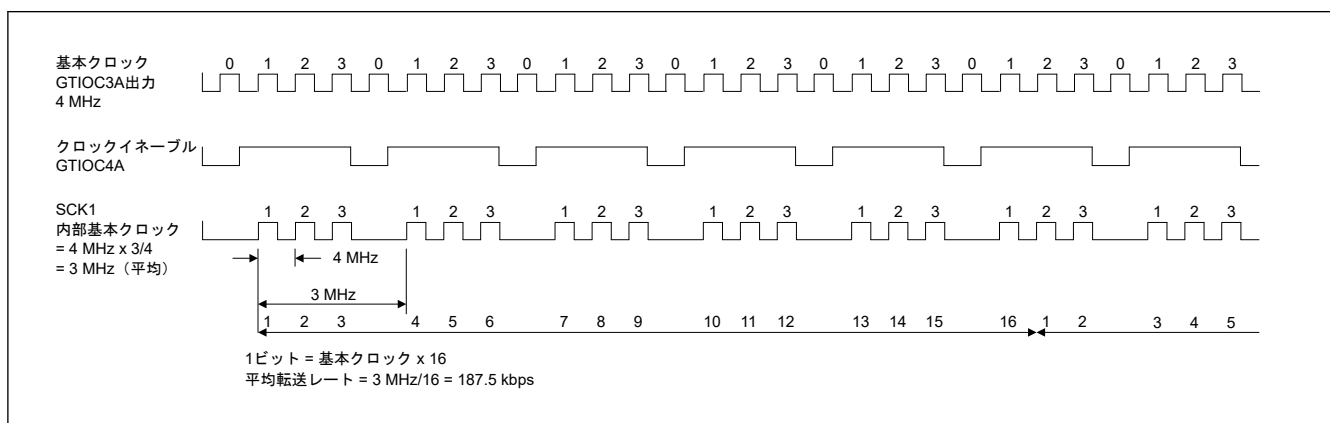 基本クロック
GTIOC3A出力
4 MHz
0 1 2 3 0 1 2 3 0 1 2 3 0 1 2 3 0 1 2 3 0 1 2 3 0 1 2 3
クロックイネーブル
GTIOC4A
SCK1
内部基本クロック
= 4 MHz x 3/4
= 3 MHz（平均）
1 2 3 1 2 3 1 2 3 1 2 3 1 2 3 1 2 3 1 2 3
4 MHz
3 MHz
1 2 3 4 5 6 7 8 9 10 11 12 13 14 15 16 1 2 3 4 5
1ビット = 基本クロック x 16
平均転送レート = 3 MHz/16 = 187.5 kbps